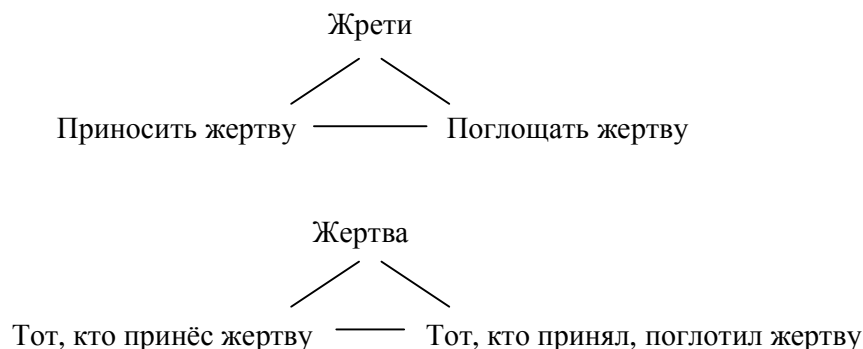 Жрети
Приносить жертву Поглощать жертву
Жертва
Тот, кто принёс жертву Тот, кто принял, поглотил жертву